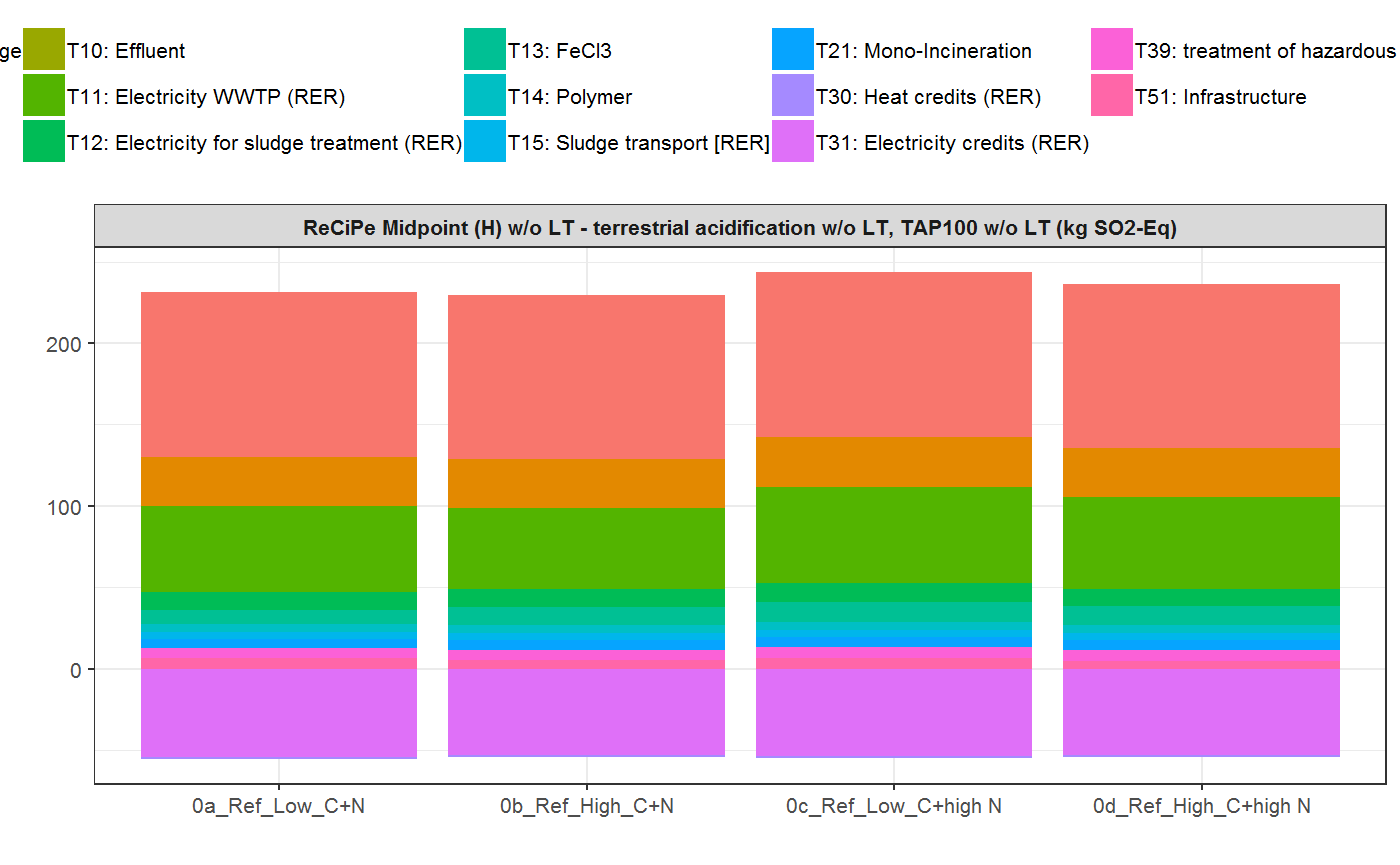 ge T10: Effluent T13: FeCl3 T21: Mono-Incineration T39: treatment of hazardous
T11: Electricity WWTP (RER) T14: Polymer T30: Heat credits (RER) T51: Infrastructure
T12: Electricity for sludge treatment (RER) T15: Sludge transport [RER] T31: Electricity credits (RER)
ReCiPe Midpoint (H) w/o LT - terrestrial acidification w/o LT, TAP100 w/o LT (kg SO2-Eq)
200
100
0
0a_Ref_Low_C+N 0b_Ref_High_C+N 0c_Ref_Low_C+high N 0d_Ref_High_C+high N